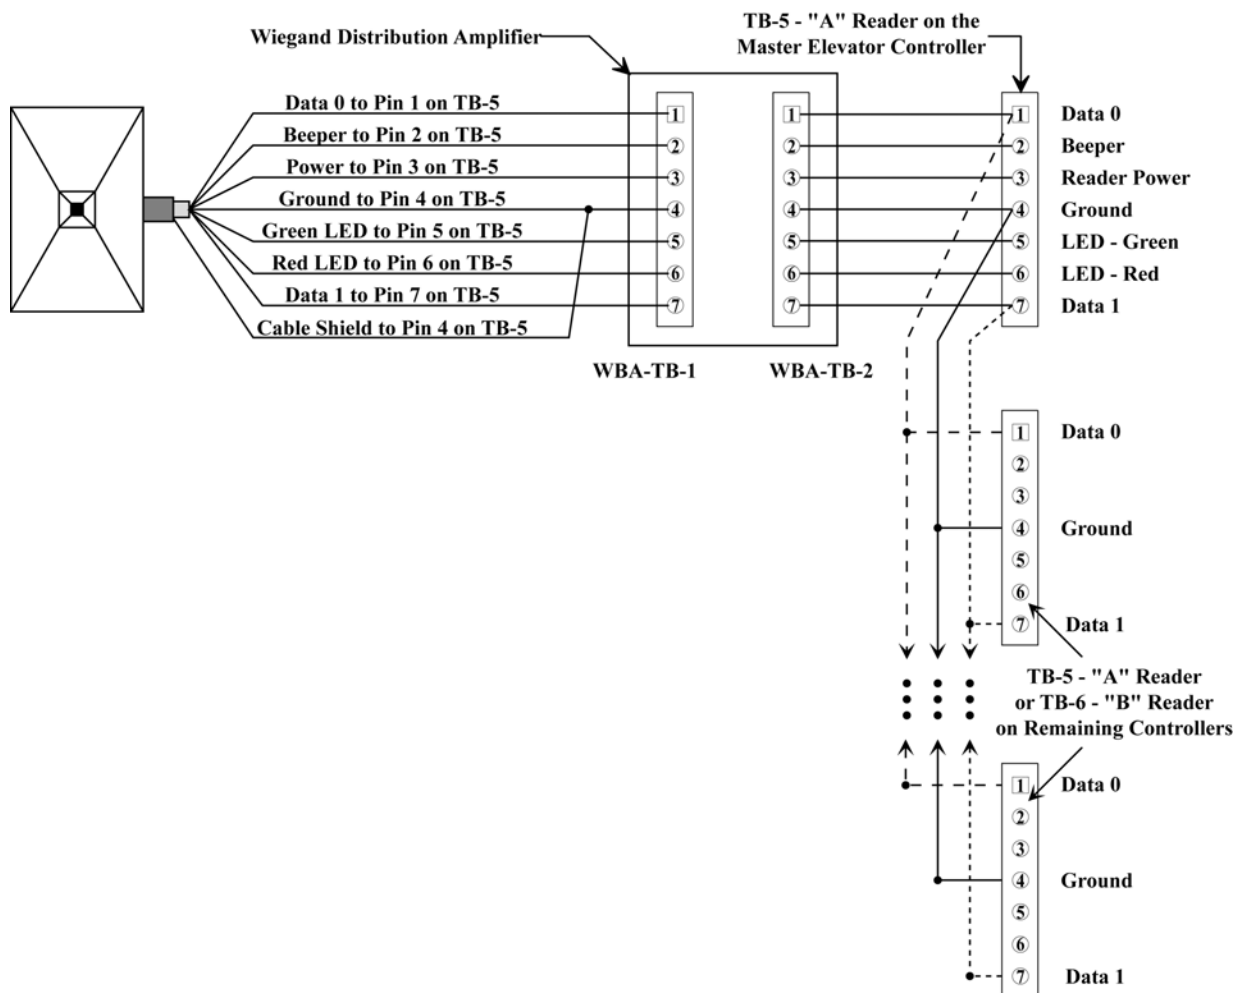 TB-5 - "A" Reader on the
Master Elevator Controller
Wiegand Distribution Amplifier
Data 0 to Pin 1 on TB-5
Beeper to Pin 2 on TB-5
Power to Pin 3 on TB-5
Ground to Pin 4 on TB-5
Green LED to Pin 5 on TB-5
Red LED to Pin 6 on TB-5
Data 1 to Pin 7 on TB-5
Cable Shield to Pin 4 on TB-5
1
2
3
4
5
6
7
WBA-TB-1
1
2
3
4
5
6
7
WBA-TB-2
1 Data 0
2 Beeper
3 Reader Power
4 Ground
5 LED - Green
6 LED - Red
7 Data 1
1 Data 0
2
3
4 Ground
5
6
7 Data 1
TB-5 - "A" Reader
or TB-6 - "B" Reader
on Remaining Controllers
1 Data 0
2
3
4 Ground
5
6
7 Data 1